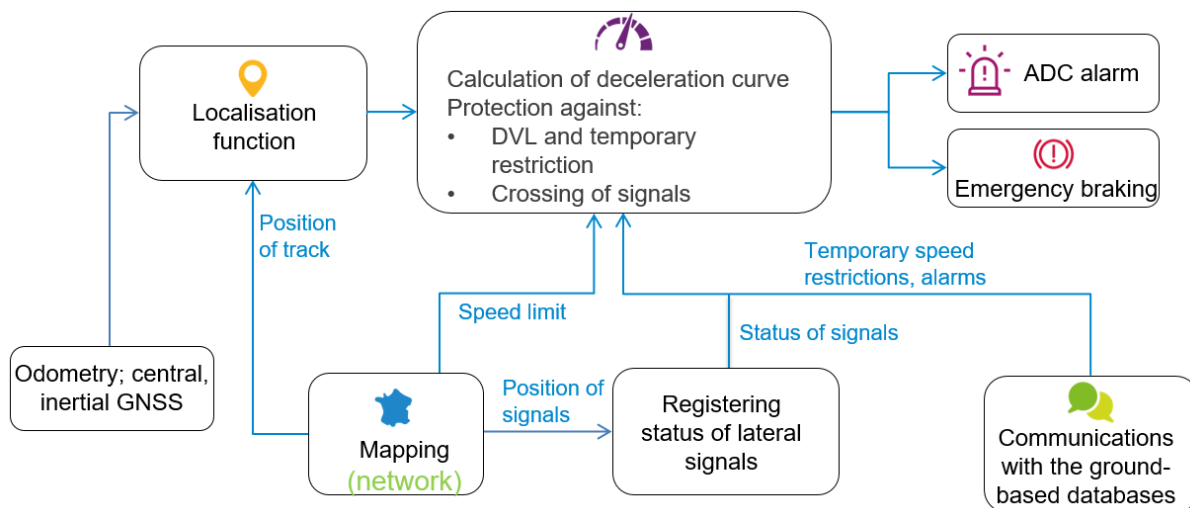 Localisation
function
Calculation of deceleration curve
Protection against:
• DVL and temporary
restriction
• Crossing of signals
ADC alarm
Emergency braking
Position
of track
Temporary speed
restrictions, alarms
Speed limit
Status of signals
Odometry; central,
inertial GNSS
Position of
signals
Mapping
(network)
Registering
status of lateral
signals
Communications
with the ground-
based databases